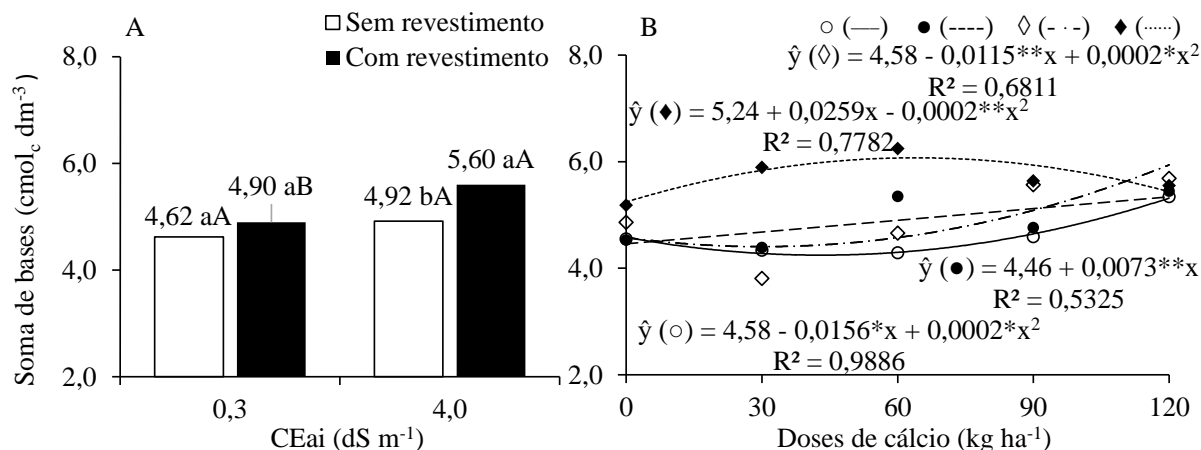 A
Sem revestimento
Com revestimento
Soma de bases (cmol_c dm⁻³)
8,0
6,0
4,0
2,0
4,62 aA
4,90 aB
4,92 bA
5,60 aA
0,3
4,0
CEai (dS m⁻¹)
B
○ (—) ● (----) ◇ (- · -) ◆ (······)
ŷ (◇) = 4,58 - 0,0115**x + 0,0002*x²
R² = 0,6811
ŷ (♦) = 5,24 + 0,0259x - 0,0002**x²
R² = 0,7782
ŷ (●) = 4,46 + 0,0073**x
R² = 0,5325
ŷ (○) = 4,58 - 0,0156*x + 0,0002*x²
R² = 0,9886
8,0
6,0
4,0
2,0
0
30
60
90
120
Doses de cálcio (kg ha⁻¹)